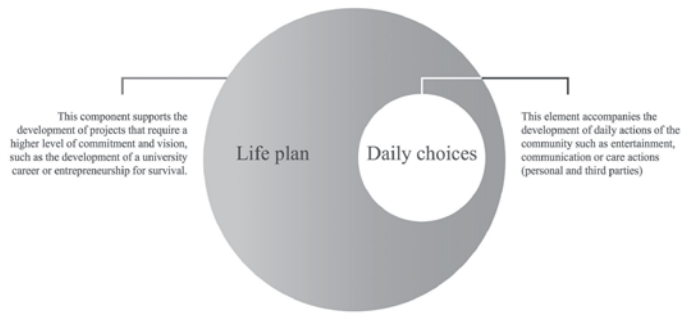 This component supports the
development of projects that require a
higher level of commitment and vision,
such as the development of a university
career or entrepreneurship for survival.
Life plan
Daily choices
This element accompanies the
development of daily actions of the
community such as entertainment,
communication or care actions
(personal and third parties)